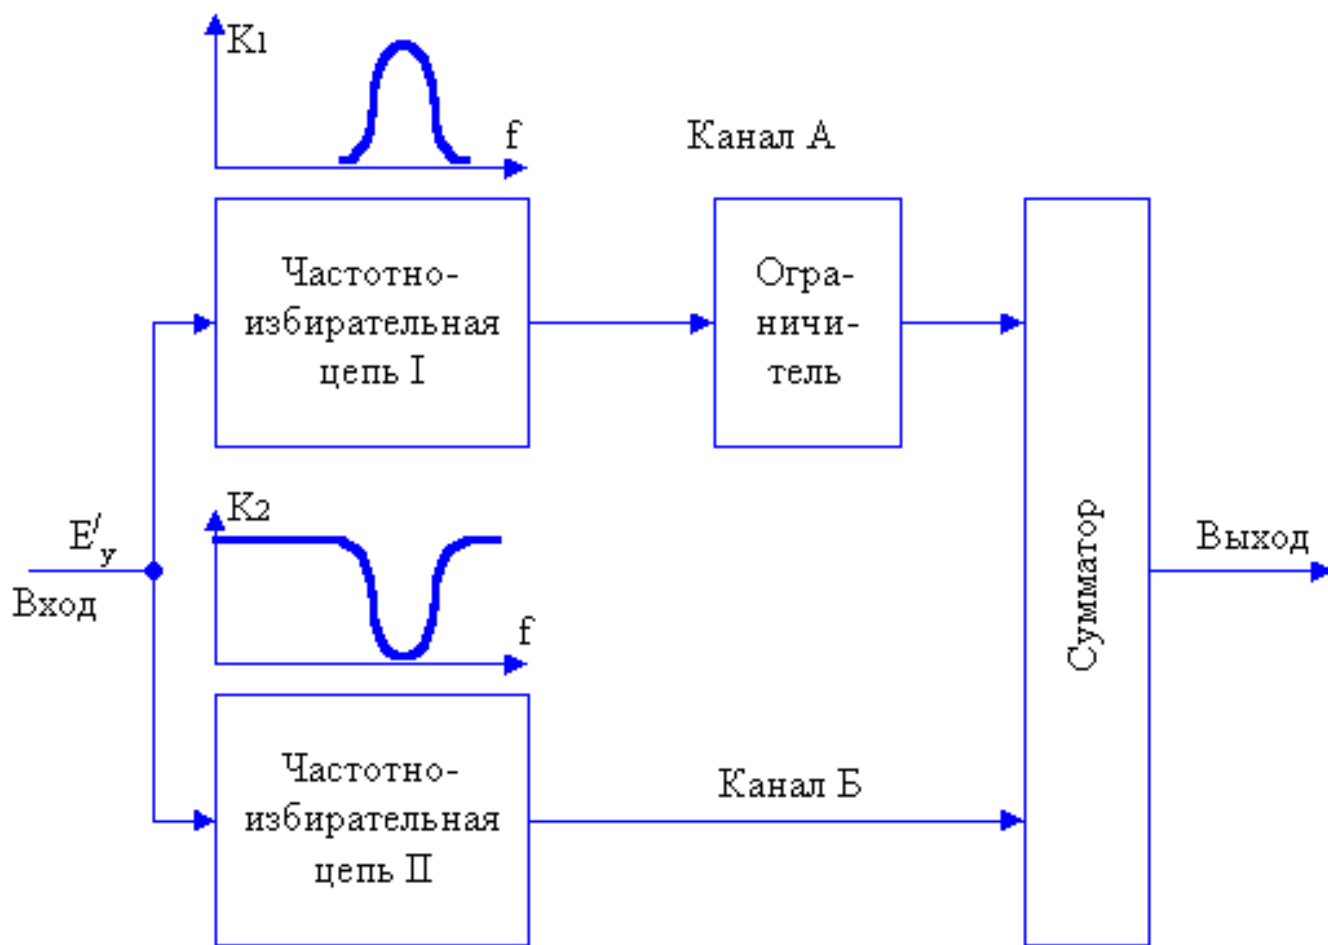 K1
f
Канал А
Частотно-
избирательная
цепь I
Огра-
ничи-
тель
E′y
Вход
K2
f
Частотно-
избирательная
цепь II
Канал Б
Сумматор
Выход